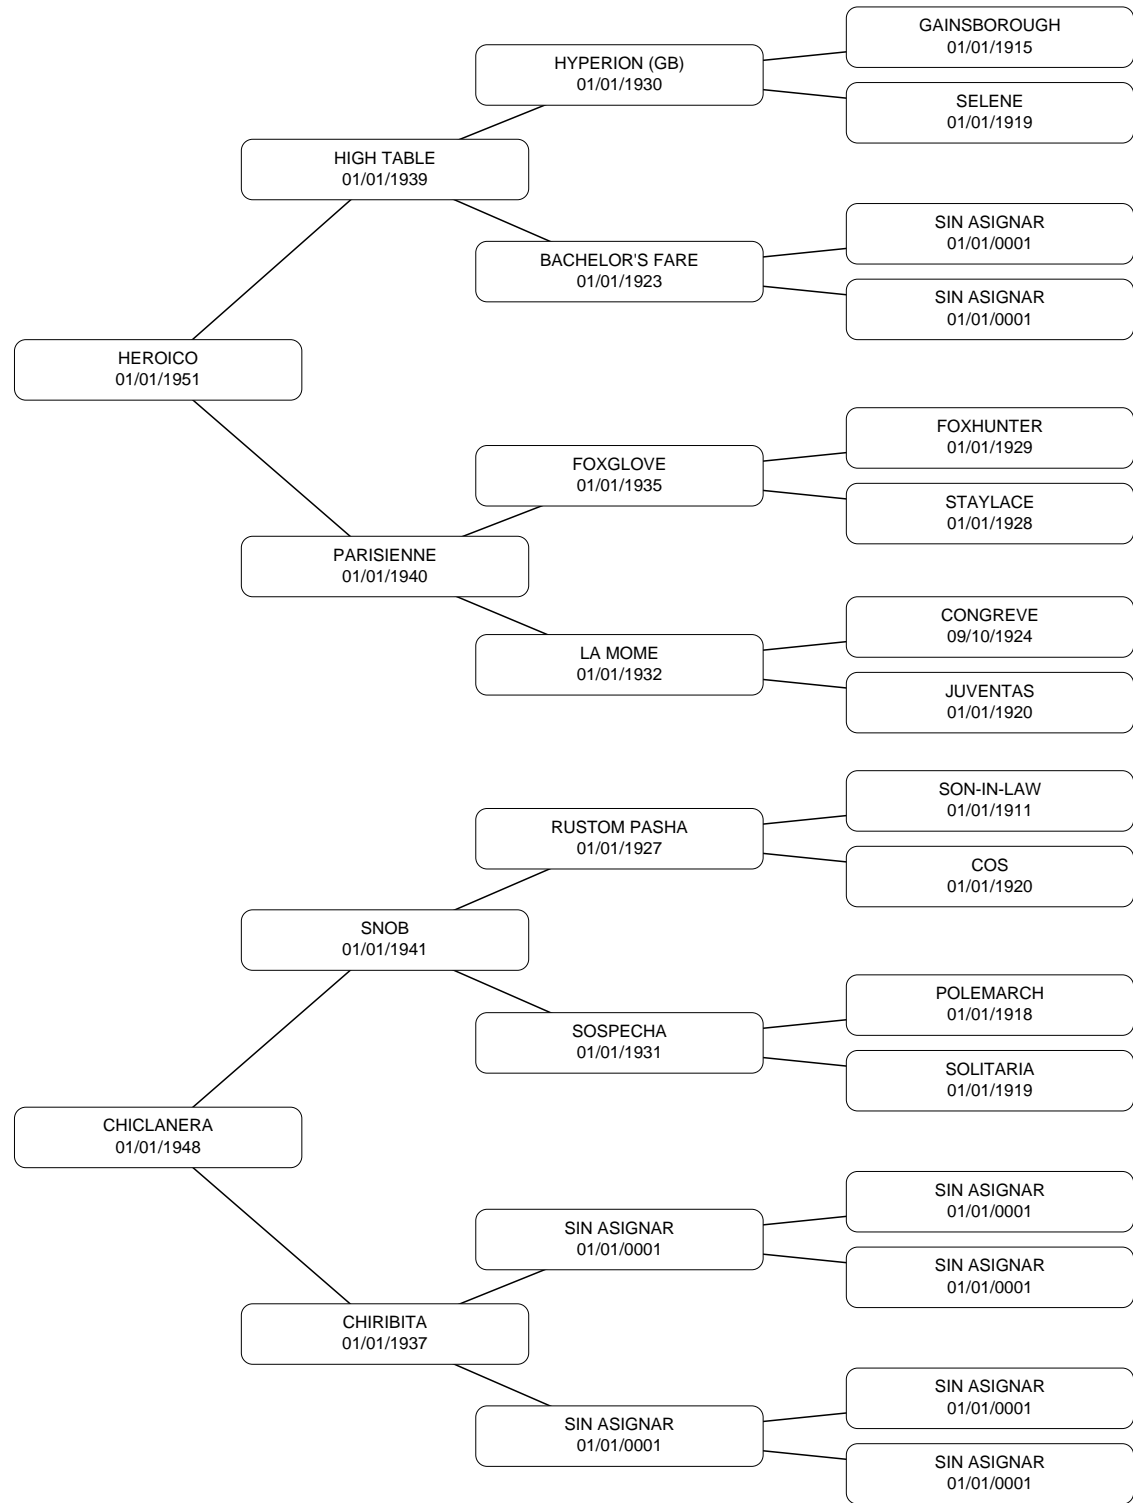 GAINSBOROUGH
01/01/1915
HYPERION (GB)
01/01/1930
SELENE
01/01/1919
HIGH TABLE
01/01/1939
SIN ASIGNAR
01/01/0001
BACHELOR'S FARE
01/01/1923
SIN ASIGNAR
01/01/0001
HEROICO
01/01/1951
FOXHUNTER
01/01/1929
FOXGLOVE
01/01/1935
STAYLACE
01/01/1928
PARISIENNE
01/01/1940
CONGREVE
09/10/1924
LA MOME
01/01/1932
JUVENTAS
01/01/1920
SON-IN-LAW
01/01/1911
RUSTOM PASHA
01/01/1927
COS
01/01/1920
SNOB
01/01/1941
POLEMARCH
01/01/1918
SOSPECHA
01/01/1931
SOLITARIA
01/01/1919
CHICLANERA
01/01/1948
SIN ASIGNAR
01/01/0001
SIN ASIGNAR
01/01/0001
SIN ASIGNAR
01/01/0001
CHIRIBITA
01/01/1937
SIN ASIGNAR
01/01/0001
SIN ASIGNAR
01/01/0001
SIN ASIGNAR
01/01/0001